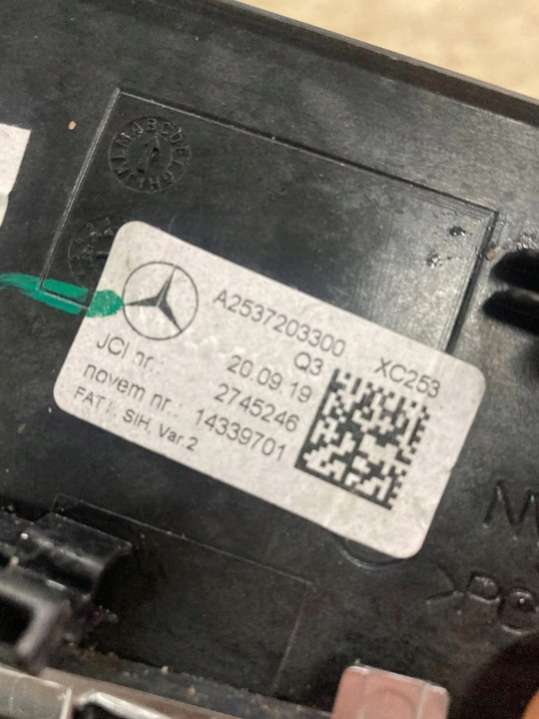 A2537203300 XC253
Q3
JCI nr.: 20.09.19
novem nr.: 2745246
FAT SIH, Var.2 14339701